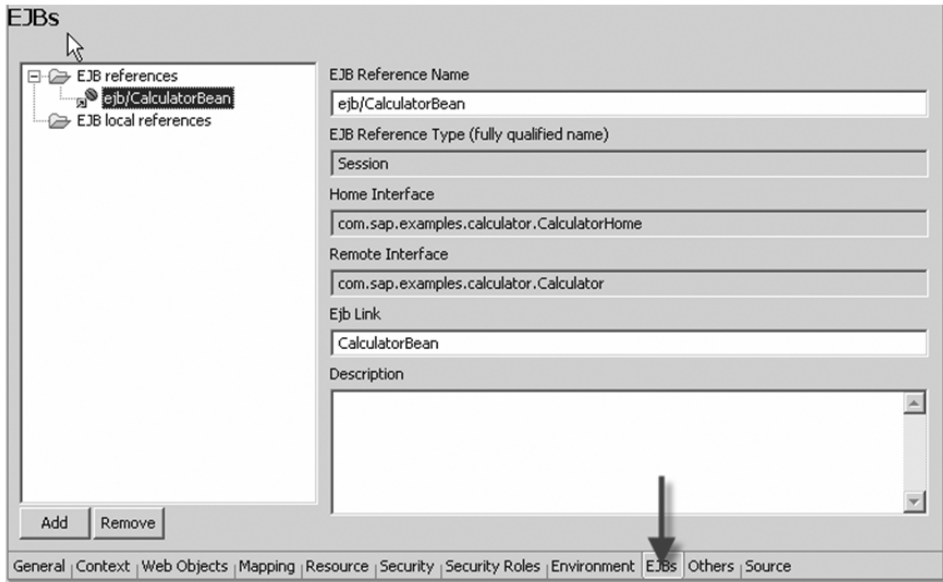 EJBs
EJB references
ejb/CalculatorBean
EJB local references
Add Remove
EJB Reference Name
ejb/CalculatorBean
EJB Reference Type (fully qualified name)
Session
Home Interface
com.sap.examples.calculator.CalculatorHome
Remote Interface
com.sap.examples.calculator.Calculator
Ejb Link
CalculatorBean
Description
General Context Web Objects Mapping Resource Security Security Roles Environment EJBs Others Source